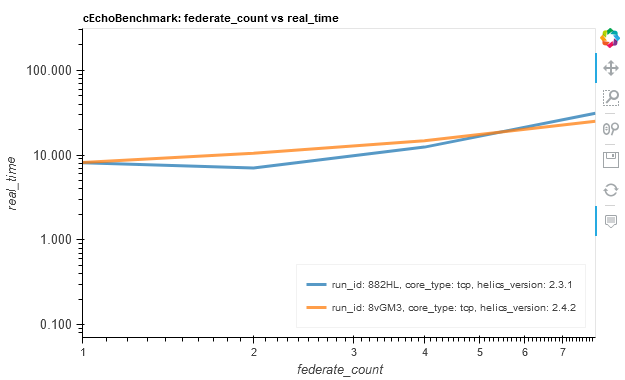 cEchoBenchmark: federate_count vs real_time
100.000
10.000
1.000
0.100
real_time
run_id: 882HL, core_type: tcp, helics_version: 2.3.1
run_id: 8vGM3, core_type: tcp, helics_version: 2.4.2
1 2 3 4 5 6 7
federate_count